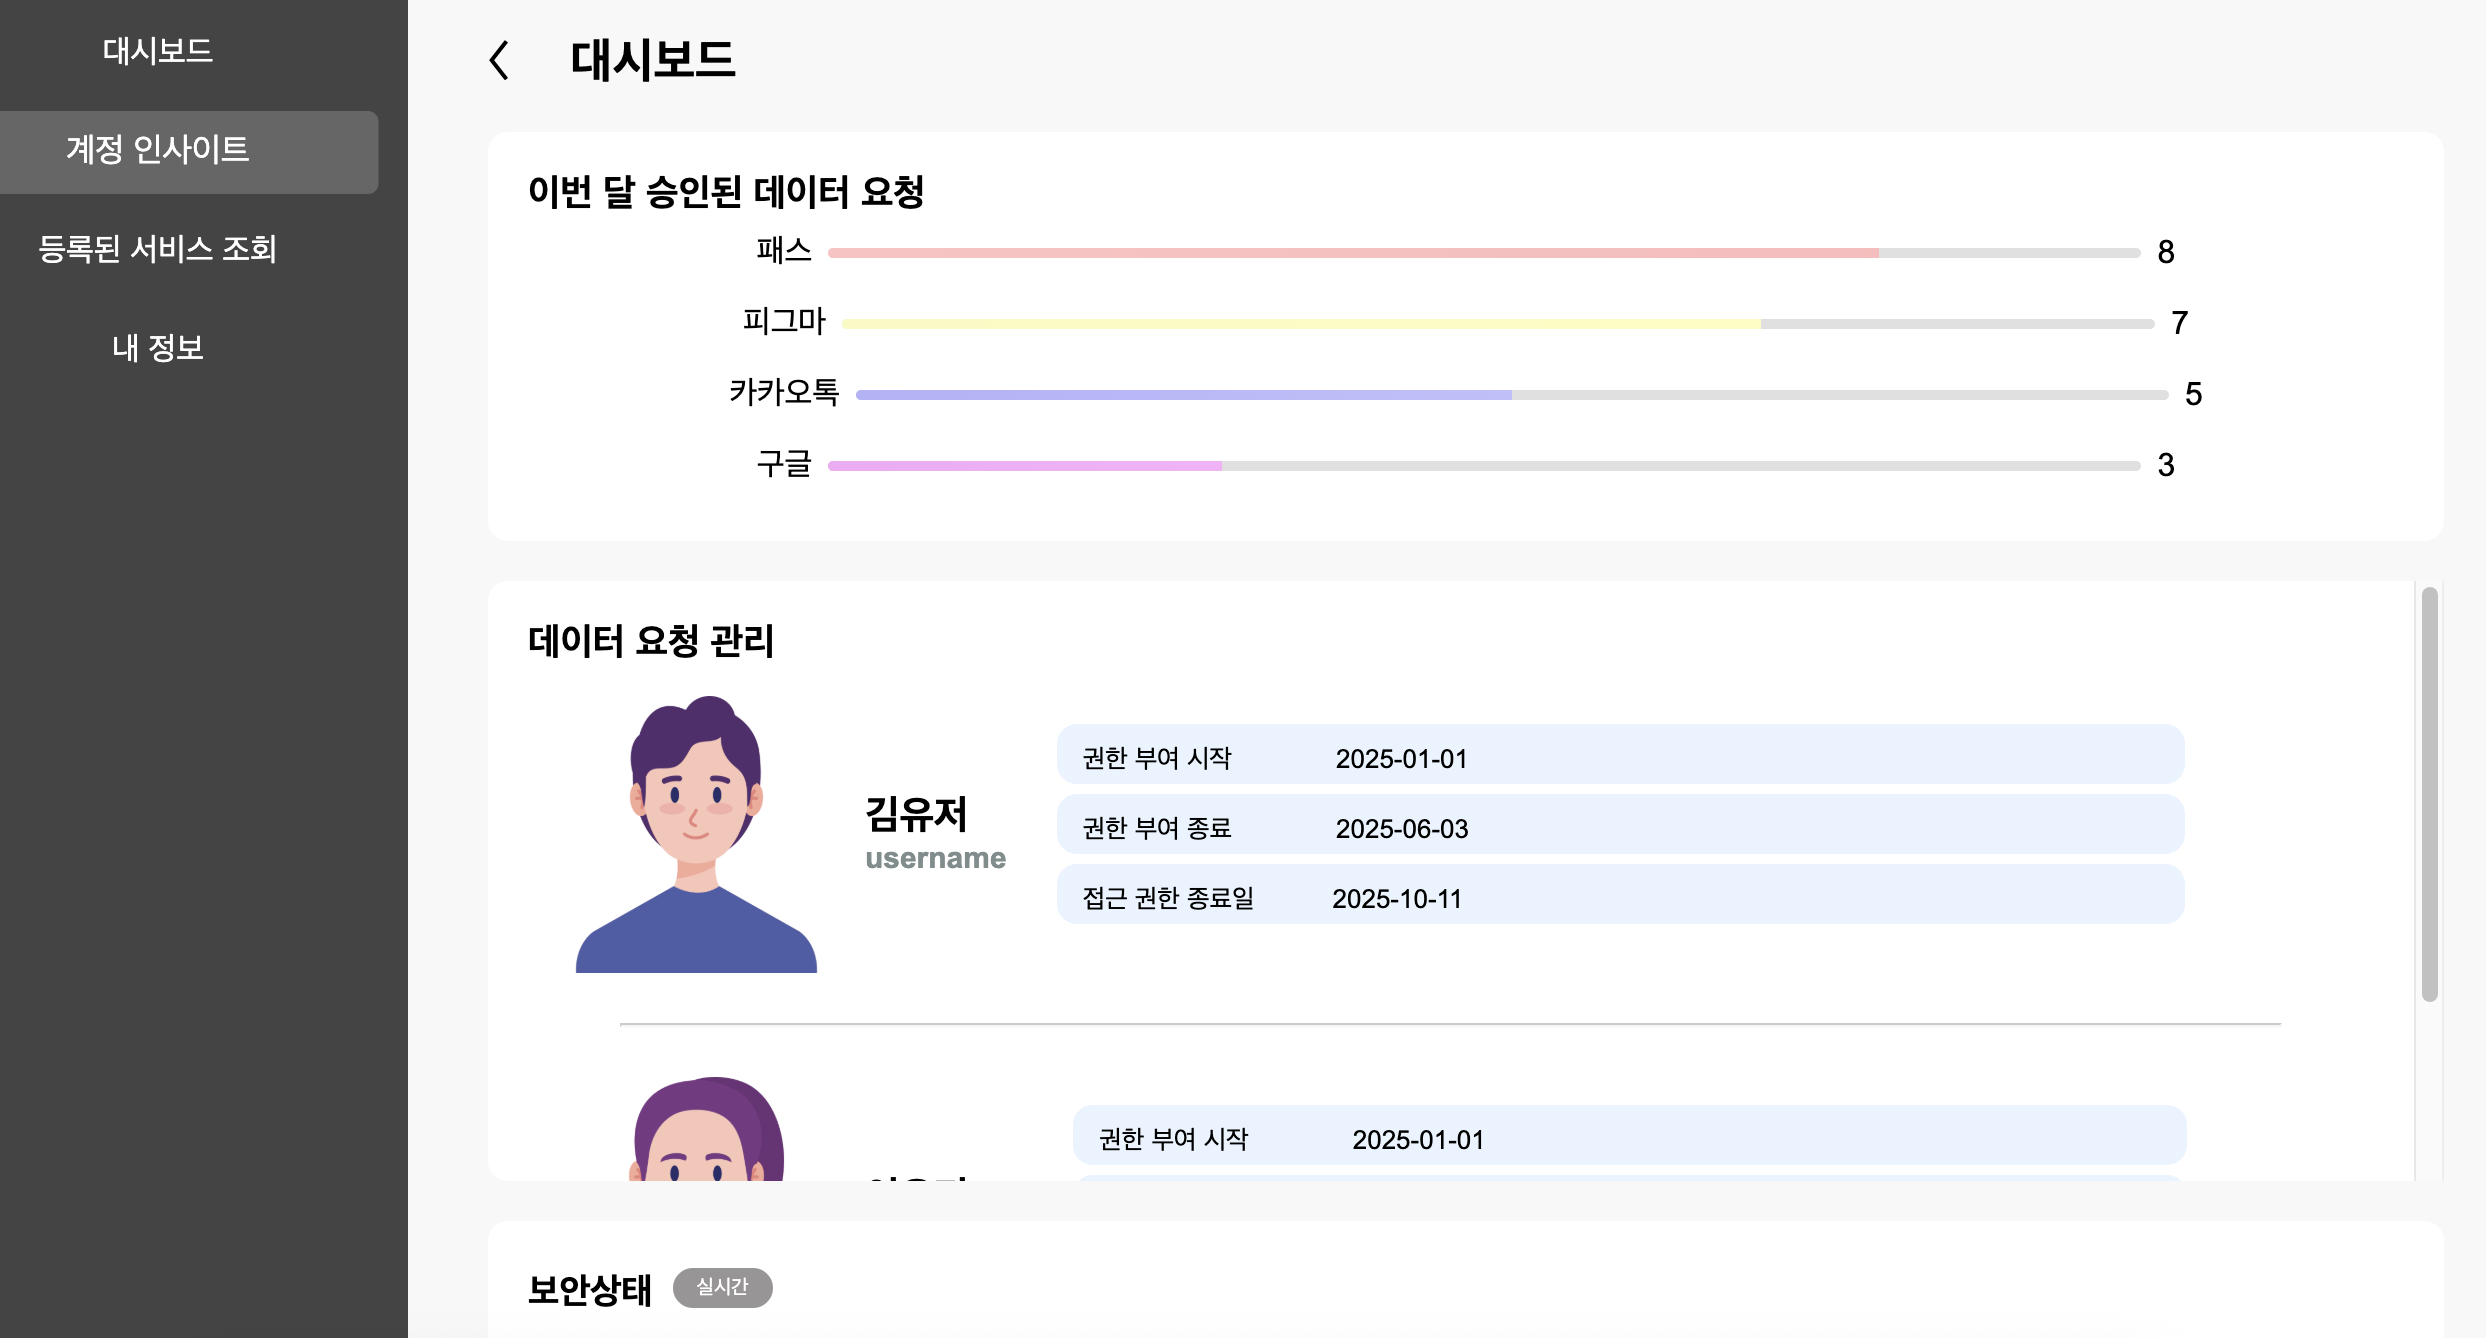 대시보드
계정 인사이트
등록된 서비스 조회
내 정보
대시보드
이번 달 승인된 데이터 요청
패스 8
피그마 7
카카오톡 5
구글 3
데이터 요청 관리
김유저
username
권한 부여 시작 2025-01-01
권한 부여 종료 2025-06-03
접근 권한 종료일 2025-10-11
권한 부여 시작 2025-01-01
보안상태 실시간